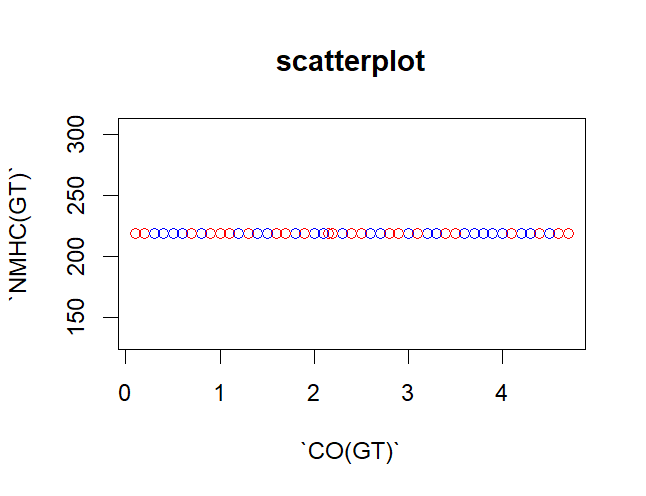 scatterplot
`NMHC(GT)`
300
250
200
150
0 1 2 3 4
`CO(GT)`